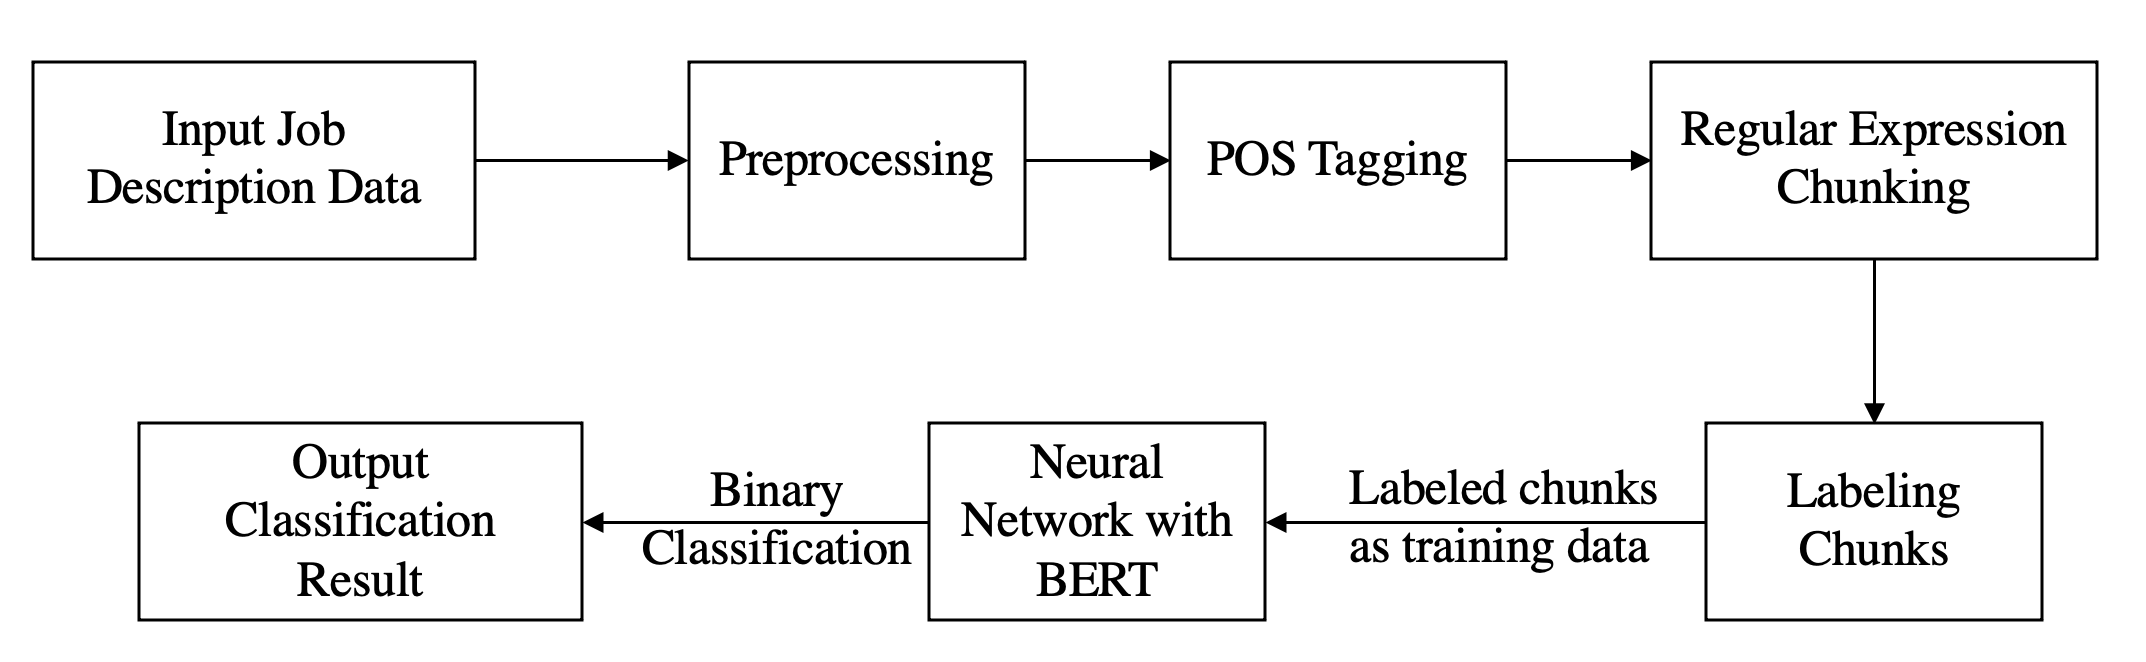 Input Job
Description Data
Preprocessing
POS Tagging
Regular Expression
Chunking
Labeling
Chunks
Labeled chunks
as training data
Neural
Network with
BERT
Binary
Classification
Output
Classification
Result